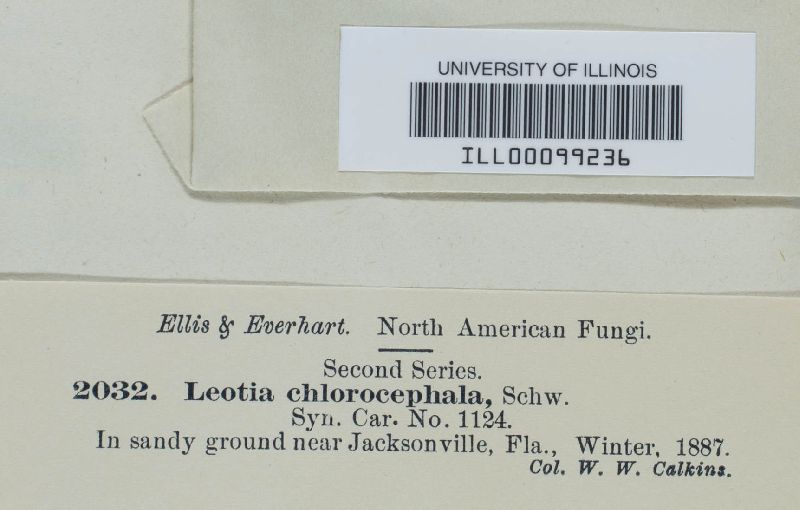 UNIVERSITY OF ILLINOIS
ILL00099236
Ellis & Everhart. North American Fungi.
Second Series.
2032. Leotia chlorocephala, Schw.
Syn. Car. No. 1124.
In sandy ground near Jacksonville, Fla., Winter, 1887.
Col. W. W. Calkins.